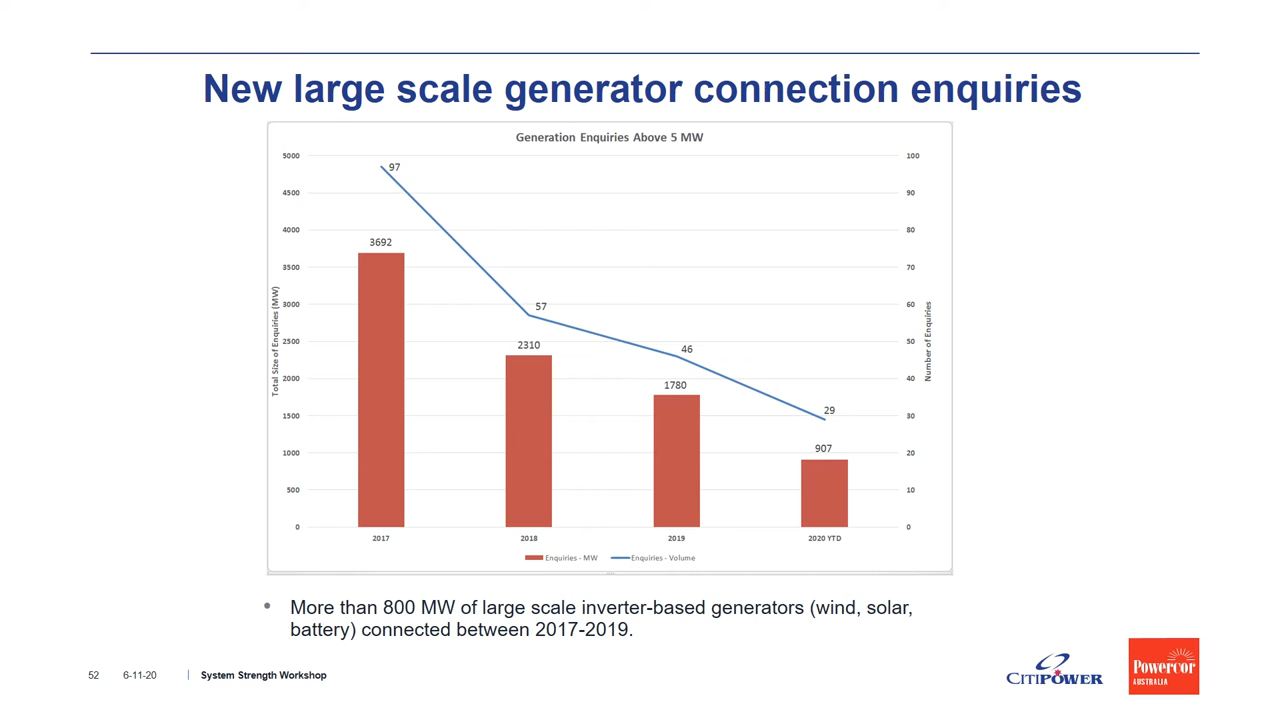 New large scale generator connection enquiries
Generation Enquiries Above 5 MW
5000
4500
4000
3500
3000
2500
2000
1500
1000
500
0
Total Size of Enquiries (MW)
97
3692
57
2310
46
1780
29
907
100
90
80
70
60
50
40
30
20
10
0
Number of Enquiries
2017 2018 2019 2020 YTD
Enquiries - MW Enquiries - Volume
• More than 800 MW of large scale inverter-based generators (wind, solar,
battery) connected between 2017-2019.
52 6-11-20 System Strength Workshop
CITIPOWER
Powercor
AUSTRALIA